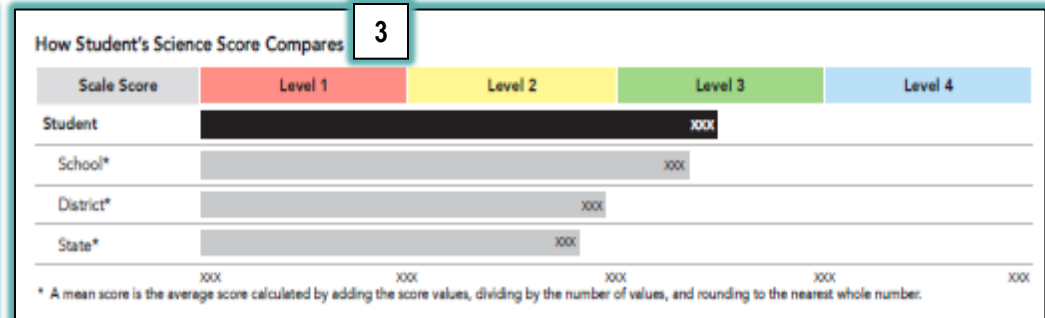 3
How Student's Science Score Compares
Scale Score Level 1 Level 2 Level 3 Level 4
Student XXX
School* XXX
District* XXX
State* XXX
XXX XXX XXX XXX XXX
* A mean score is the average score calculated by adding the score values, dividing by the number of values, and rounding to the nearest whole number.